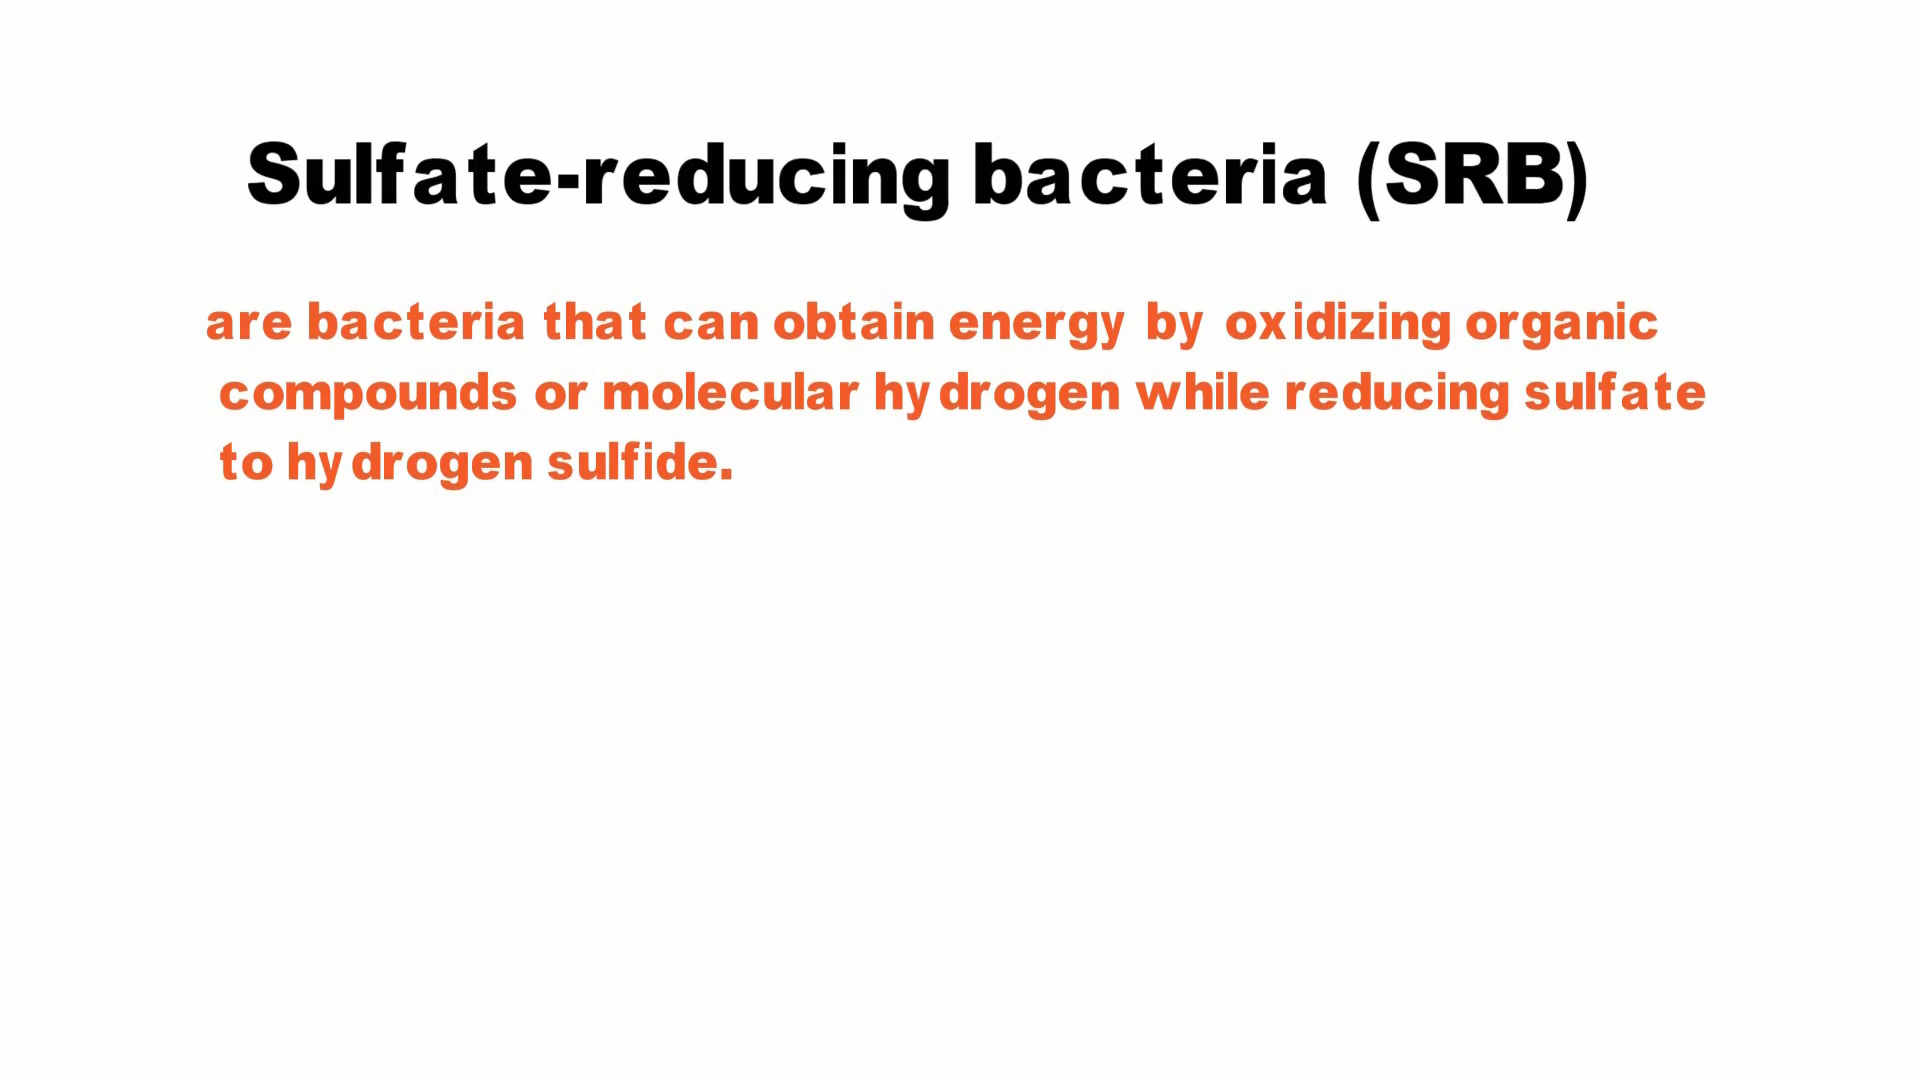 Sulfate-reducing bacteria (SRB)
are bacteria that can obtain energy by oxidizing organic
compounds or molecular hydrogen while reducing sulfate
to hydrogen sulfide.